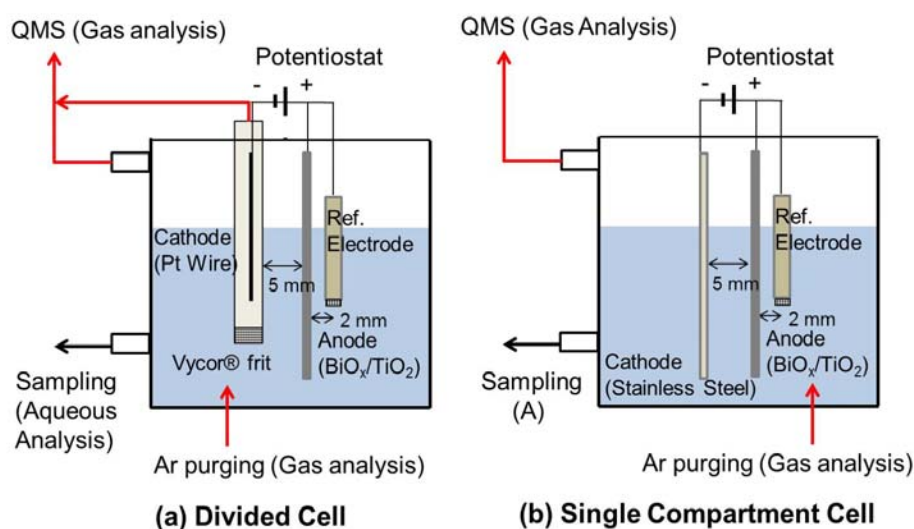 QMS (Gas analysis)
Potentiostat
- +
Cathode
(Pt Wire)
Ref.
Electrode
5 mm
2 mm
Anode
(BiOx/TiO2)
Vycor® frit
Sampling
(Aqueous
Analysis)
Ar purging (Gas analysis)
(a) Divided Cell
QMS (Gas Analysis)
Potentiostat
- +
Ref.
Electrode
5 mm
2 mm
Anode
(BiOx/TiO2)
Cathode
(Stainless Steel)
Sampling
(A)
Ar purging (Gas analysis)
(b) Single Compartment Cell